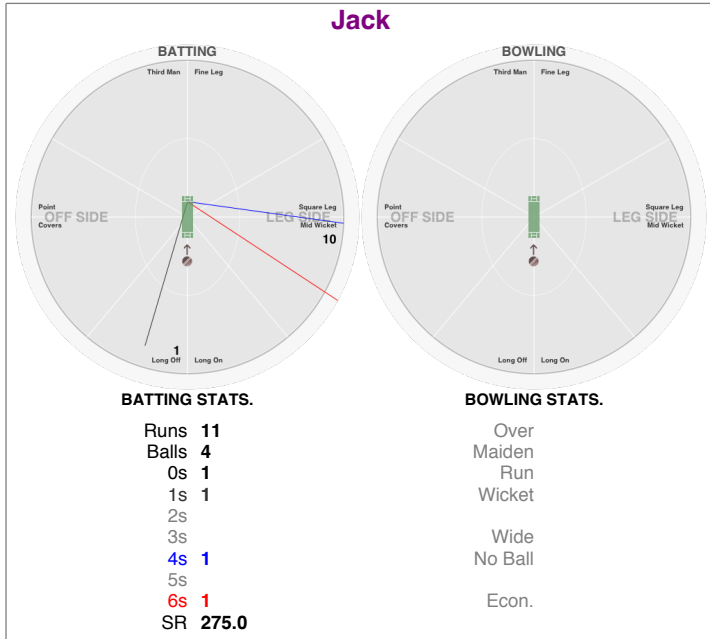 Jack
BATTING
BOWLING
Third Man Fine Leg
Third Man Fine Leg
Point
OFF SIDE
Covers
Square Leg
LEG SIDE
Mid Wicket
10
Point
OFF SIDE
Covers
Square Leg
LEG SIDE
Mid Wicket
1
Long Off Long On
Long Off Long On
BATTING STATS.
BOWLING STATS.
Runs 11
Balls 4
0s 1
1s 1
2s
3s
4s 1
5s
6s 1
SR 275.0
Over
Maiden
Run
Wicket
Wide
No Ball
Econ.